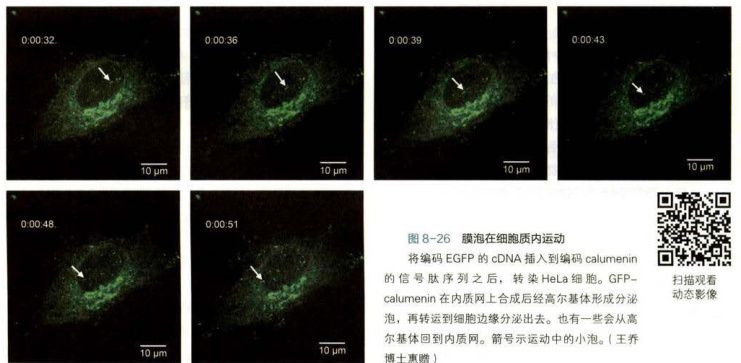 0:00:32.
10 μm
0:00:36
10 μm
0:00:39
10 μm
0:00:43.
10 μm
0:00:48.
10 μm
0:00:51
10 μm
图 8-26 膜泡在细胞质内运动
将编码 EGFP 的 cDNA 插入到编码 calumenin
的信号肽序列之后，转染 HeLa 细胞。GFP-
calumenin 在内质网上合成后经高尔基体形成分泌
泡，再转运到细胞边缘分泌出去。也有一些会从高
尔基体回到内质网。箭号示运动中的小泡。（王乔
博士惠赠）
扫描观看
动态影像